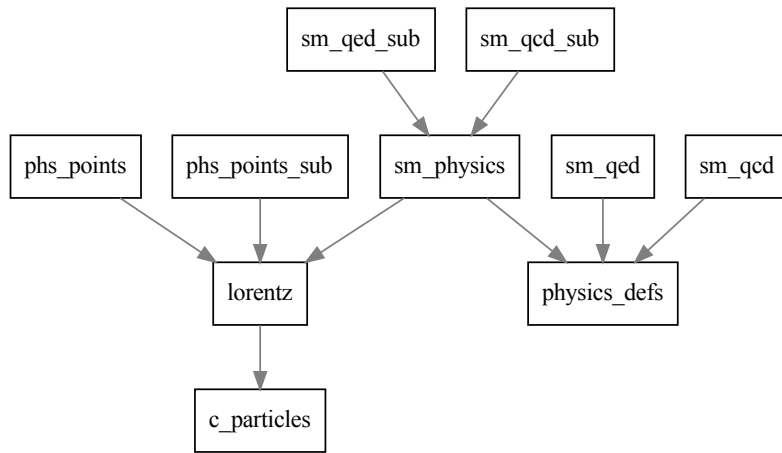 sm_qed_sub
sm_qcd_sub
phs_points
phs_points_sub
sm_physics
sm_qed
sm_qcd
lorentz
physics_defs
c_particles